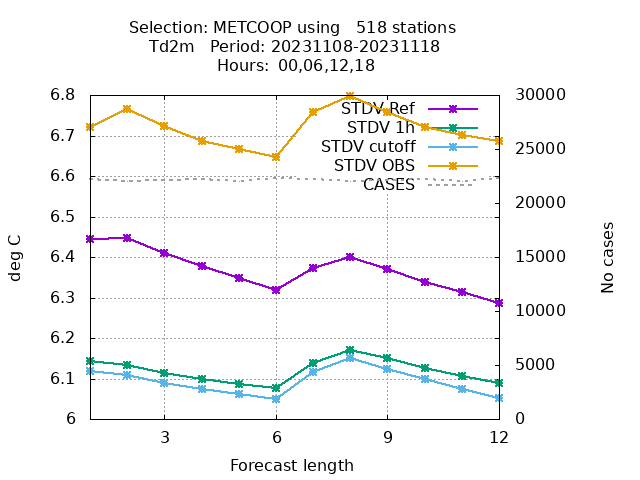 Selection: METCOOP using   518 stations
Td2m   Period: 20231108-20231118
Hours:  00,06,12,18
6.8
6.7
6.6
6.5
6.4
6.3
6.2
6.1
6
30000
25000
20000
15000
10000
5000
0
STDV Ref
STDV 1h
STDV cutoff
STDV OBS
CASES
deg C
No cases
3
6
9
12
Forecast length